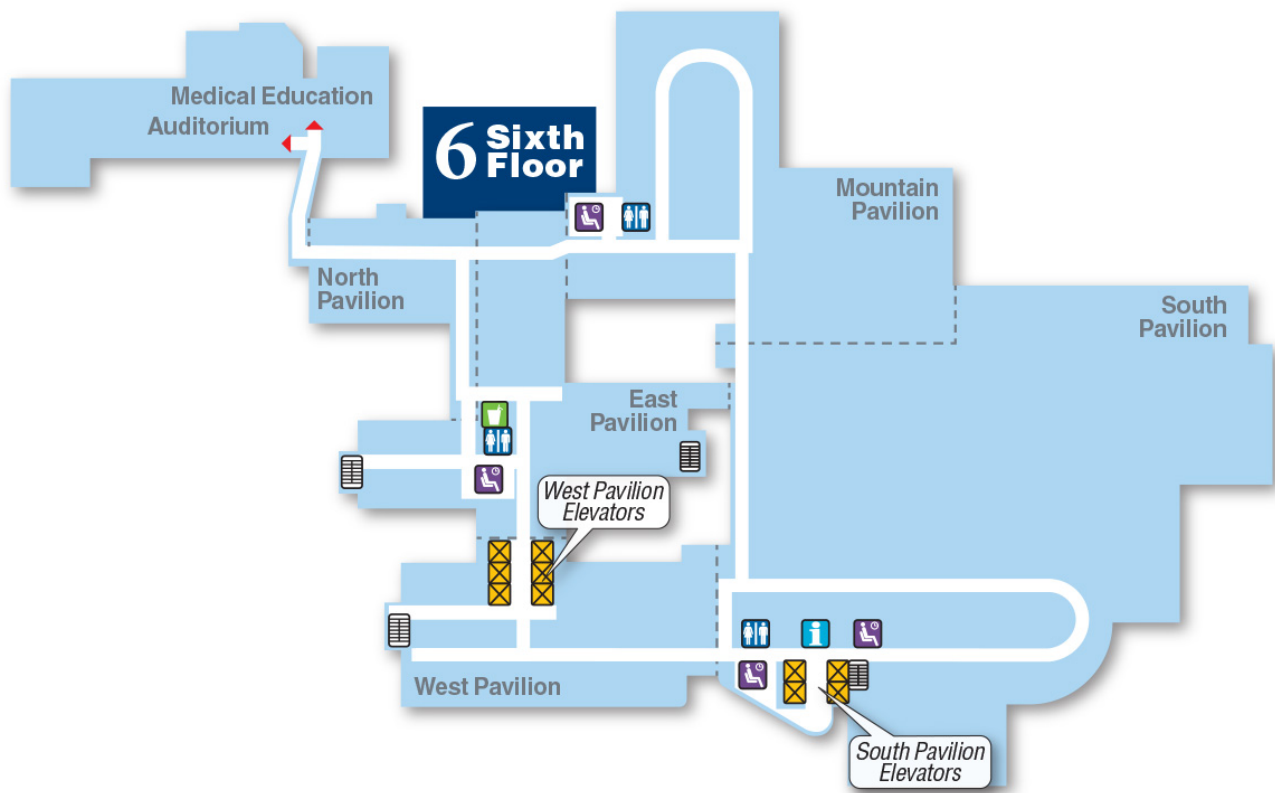 Medical Education
Auditorium
6 Sixth
Floor
Mountain
Pavilion
North
Pavilion
South
Pavilion
East
Pavilion
West Pavilion
Elevators
West Pavilion
South Pavilion
Elevators